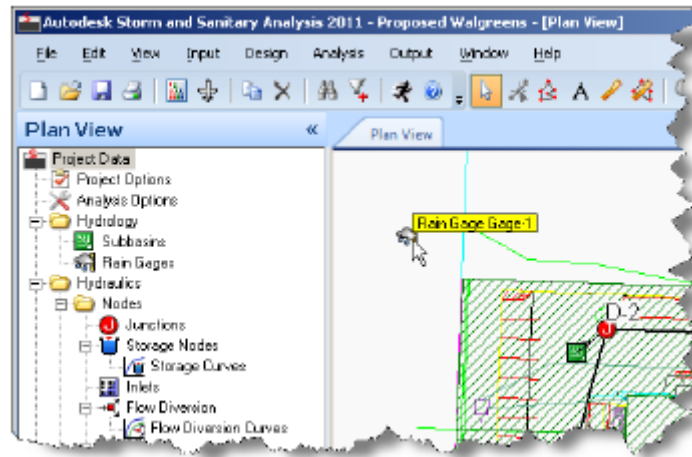 Autodesk Storm and Sanitary Analysis 2011 - Proposed Walgreens - [Plan View]
File Edit View Input Design Analysis Output Window Help
A
Plan View «
Plan View
Project Data
Project Options
Analysis Options
Hydrology
Subbasins
Rain Gages
Hydraulics
Nodes
Junctions
Storage Nodes
Storage Curves
Inlets
Flow Diversion
Flow Diversion Curves
Rain Gage Gage-1
D-2
J
J